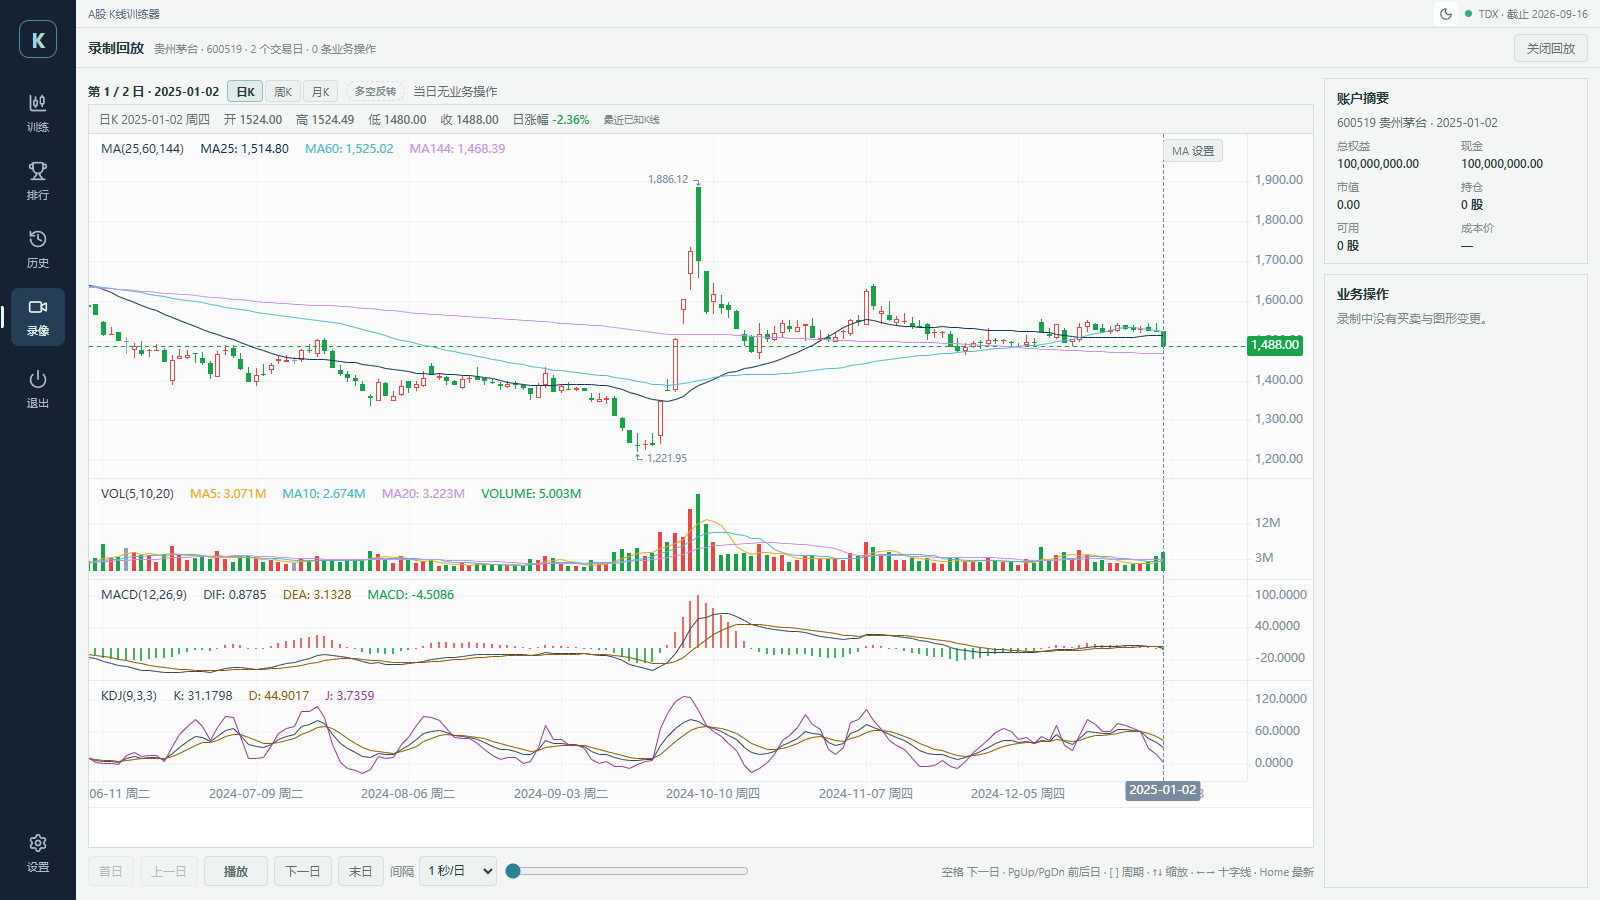 A股 K线训练器
TDX · 截止 2026-09-16
K
训练
排行
历史
录像
退出
设置
录制回放 贵州茅台 · 600519 · 2 个交易日 · 0 条业务操作
关闭回放
第 1 / 2 日 · 2025-01-02 日K 周K 月K 多空反转 当日无业务操作
日K 2025-01-02 周四 开 1524.00 高 1524.49 低 1480.00 收 1488.00 日涨幅 -2.36% 最近已知K线
MA(25,60,144) MA25: 1,514.80 MA60: 1,525.02 MA144: 1,468.39
MA 设置
1,886.12
1,221.95
1,900.00
1,800.00
1,700.00
1,600.00
1,488.00
1,400.00
1,300.00
1,200.00
VOL(5,10,20) MA5: 3.071M MA10: 2.674M MA20: 3.223M VOLUME: 5.003M
12M
3M
MACD(12,26,9) DIF: 0.8785 DEA: 3.1328 MACD: -4.5086
100.0000
40.0000
-20.0000
KDJ(9,3,3) K: 31.1798 D: 44.9017 J: 3.7359
120.0000
60.0000
0.0000
06-11 周二 2024-07-09 周二 2024-08-06 周二 2024-09-03 周二 2024-10-10 周四 2024-11-07 周四 2024-12-05 周四 2025-01-02
首日 上一日 播放 下一日 末日 间隔 1 秒/日
空格 下一日 · PgUp/PgDn 前后日 · [ ] 周期 · ↑↓ 缩放 · ←→ 十字线 · Home 最新
账户摘要
600519 贵州茅台 · 2025-01-02
总权益 现金
100,000,000.00 100,000,000.00
市值 持仓
0.00 0 股
可用 成本价
0 股 —
业务操作
录制中没有买卖与图形变更。